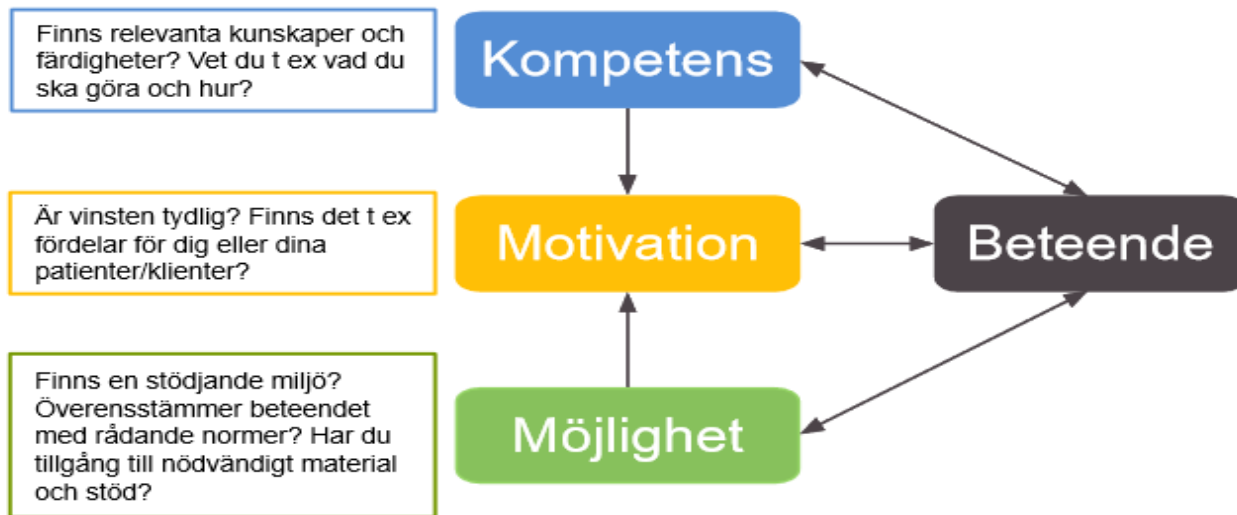 Finns relevanta kunskaper och
färdigheter? Vet du t ex vad du
ska göra och hur?
Kompetens
Är vinsten tydlig? Finns det t ex
fördelar för dig eller dina
patienter/klienter?
Motivation
Beteende
Finns en stödjande miljö?
Överensstämmer beteendet
med rådande normer? Har du
tillgång till nödvändigt material
och stöd?
Möjlighet